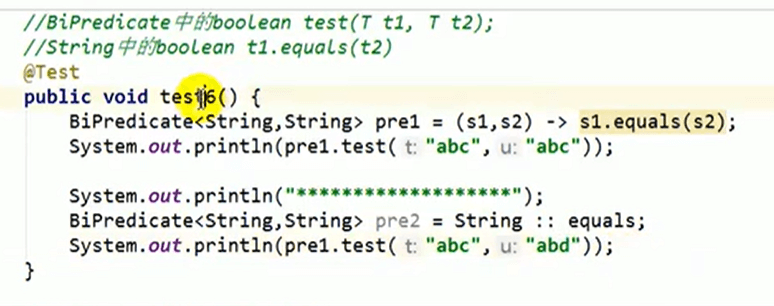 //BiPredicate中的boolean test(T t1, T t2);
//String中的boolean t1.equals(t2)
@Test
public void test6() {
BiPredicate<String,String> pre1 = (s1,s2) -> s1.equals(s2);
System.out.println(pre1.test( t: "abc", u: "abc"));
System.out.println("*******************");
BiPredicate<String,String> pre2 = String :: equals;
System.out.println(pre1.test( t: "abc", u: "abd"));
}